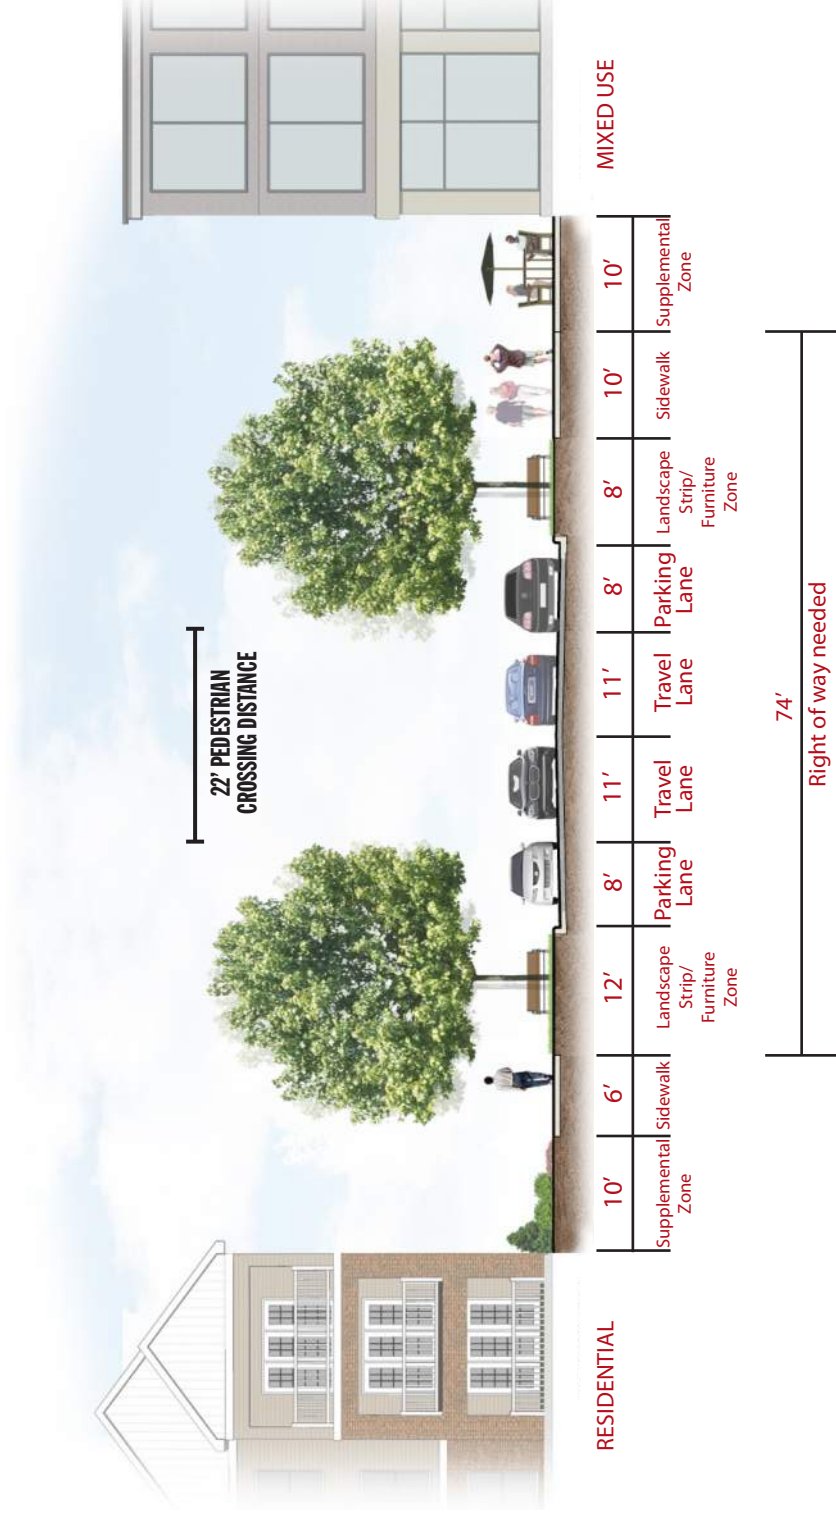 22’ PEDESTRIAN
CROSSING DISTANCE
RESIDENTIAL
10’
6’
12’
8’
11’
11’
8’
8’
10’
10’
MIXED USE
Supplemental
Zone
Sidewalk
Landscape
Strip/
Furniture
Zone
Parking
Lane
Travel
Lane
Travel
Lane
Parking
Lane
Landscape
Strip/
Furniture
Zone
Sidewalk
Supplemental
Zone
74’
Right of way needed